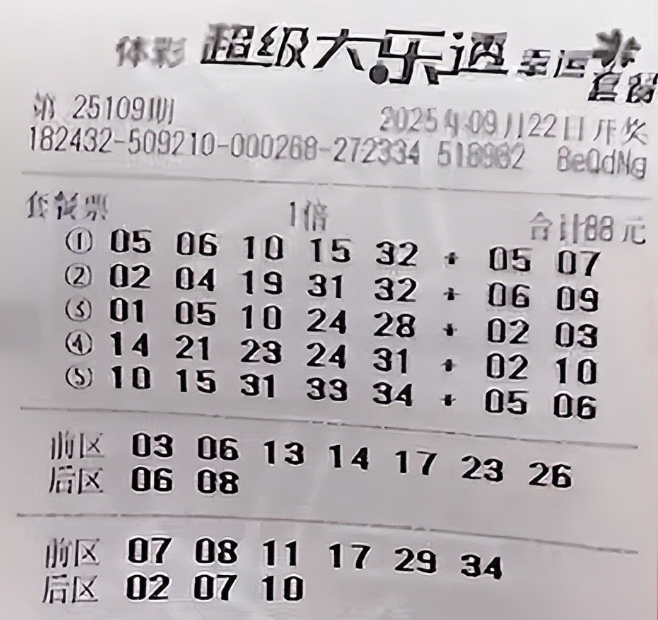 体彩 超级大乐透 幸运 套餐
第 25109期 2025年09月22日开奖
182432-509210-000268-272334 518982 BeQdNg
套餐票 1倍 合计88元
① 05 06 10 15 32 + 05 07
② 02 04 19 31 32 + 06 09
③ 01 05 10 24 28 + 02 03
④ 14 21 23 24 31 + 02 10
⑤ 10 15 31 33 34 + 05 06
前区 03 06 13 14 17 23 26
后区 06 08
前区 07 08 11 17 29 34
后区 02 07 10